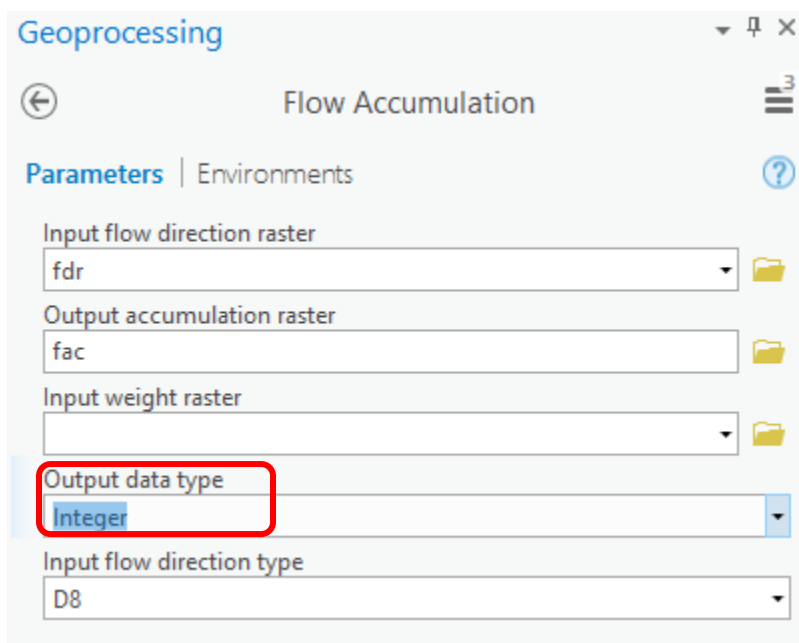 Geoprocessing
3
Flow Accumulation
Parameters | Environments
?
Input flow direction raster
fdr
Output accumulation raster
fac
Input weight raster
Output data type
Integer
Input flow direction type
D8